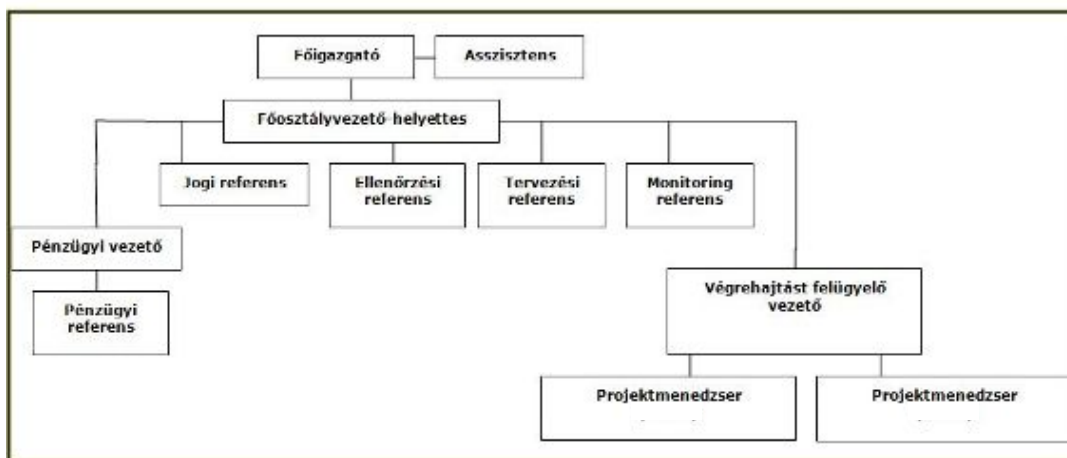 Főigazgató
Asszisztens
Főosztályvezető-helyettes
Jogi referens
Ellenőrzési
referens
Tervezési
referens
Monitoring
referens
Pénzügyi vezető
Pénzügyi
referens
Végrehajtást felügyelő
vezető
Projektmenedzser
Projektmenedzser